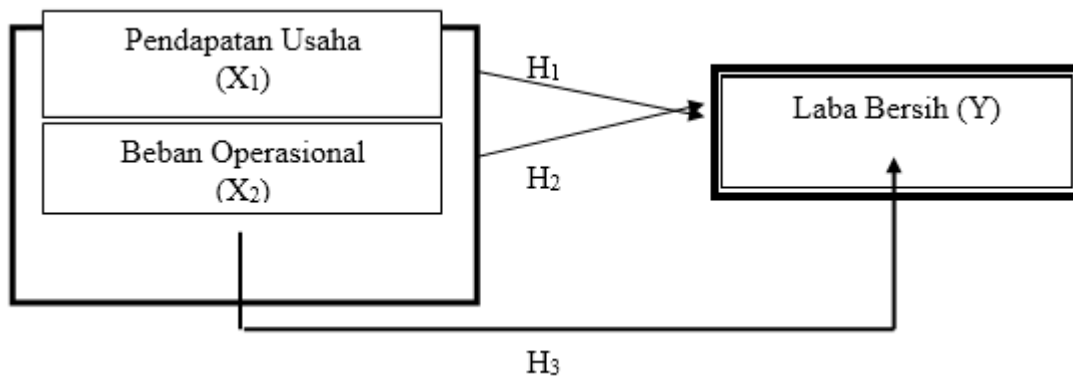 Pendapatan Usaha
(X₁)
H₁
Laba Bersih (Y)
Beban Operasional
(X₂)
H₂
H₃